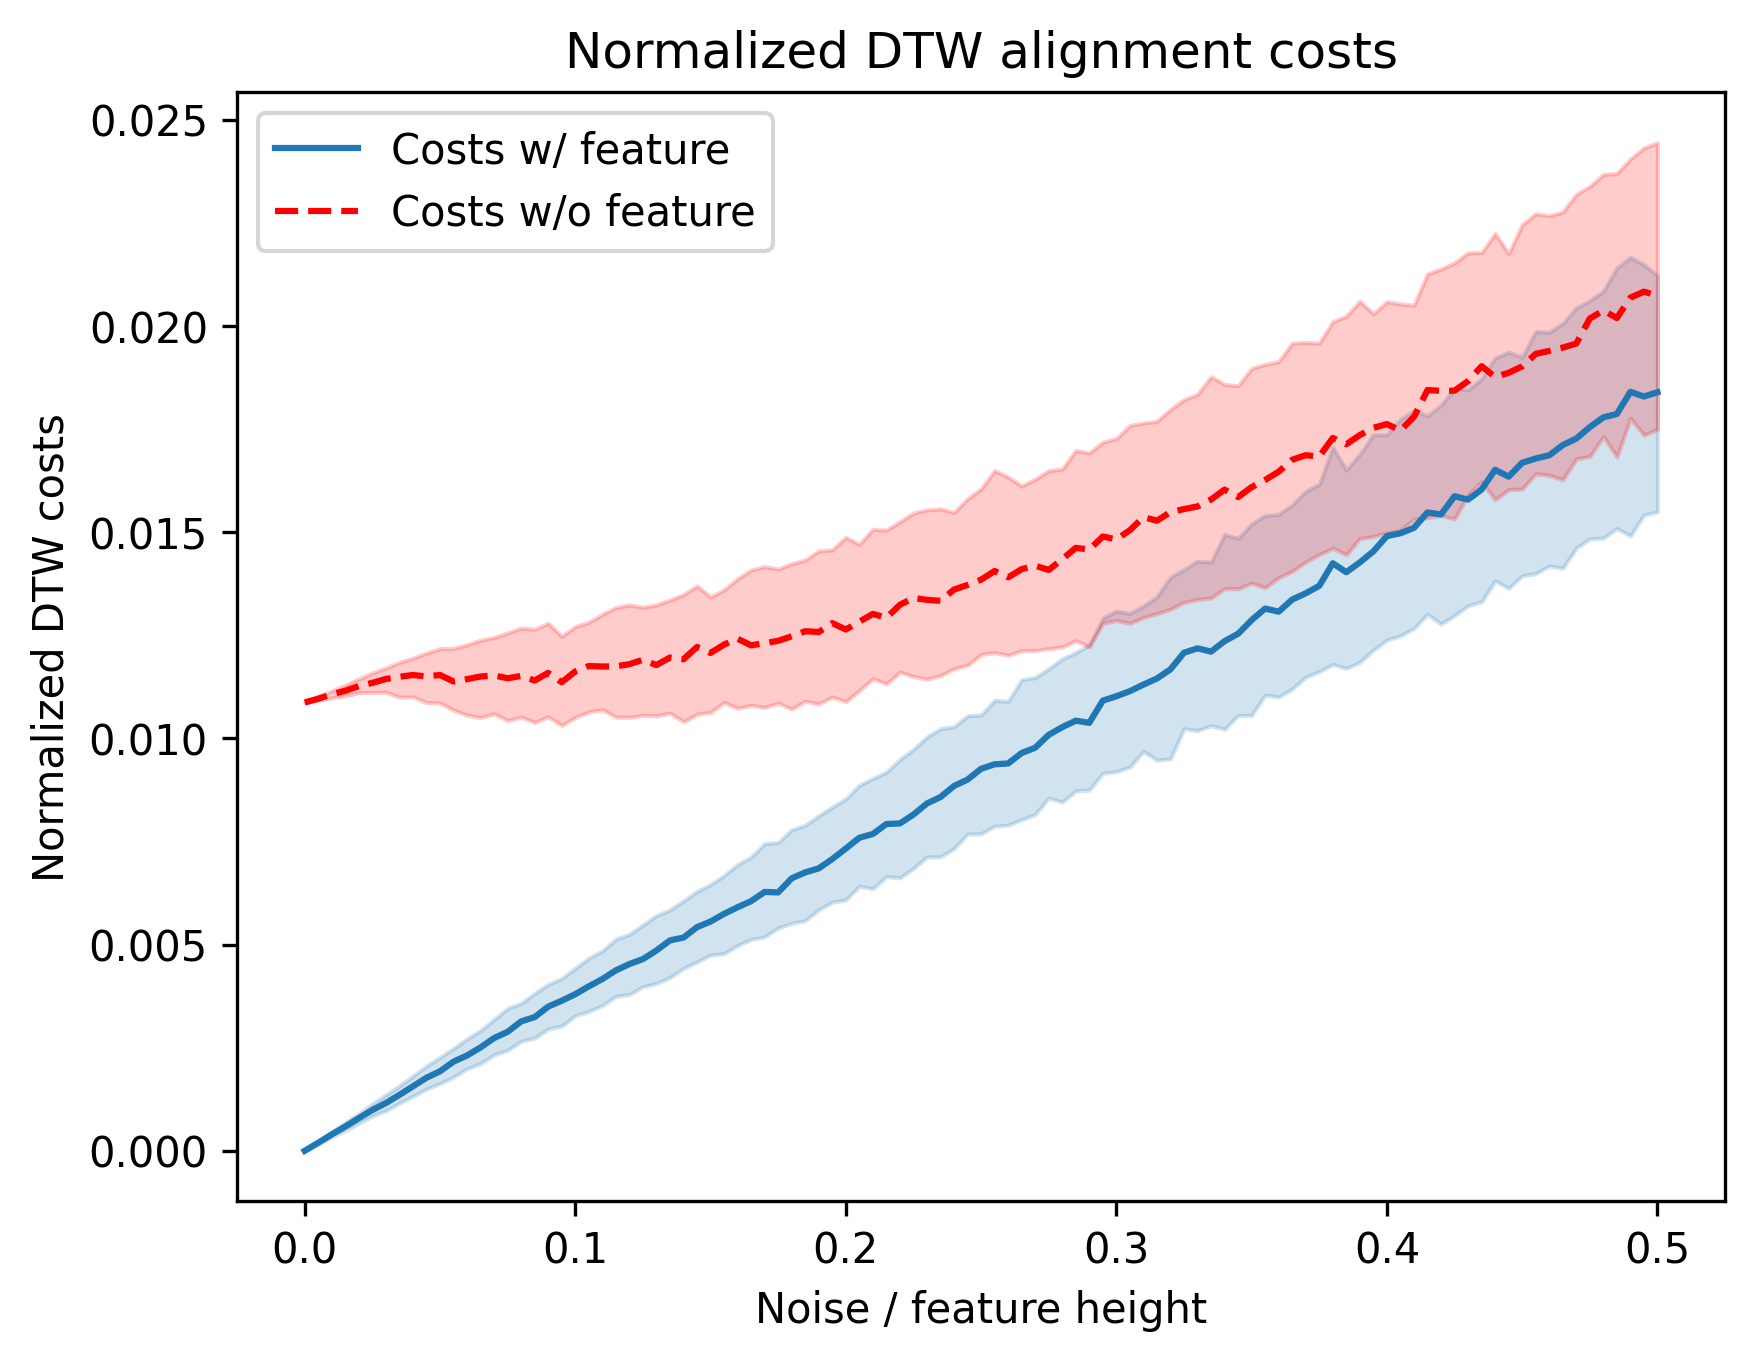 Normalized DTW alignment costs
Costs w/ feature
Costs w/o feature
Normalized DTW costs
0.025
0.020
0.015
0.010
0.005
0.000
0.0 0.1 0.2 0.3 0.4 0.5
Noise / feature height